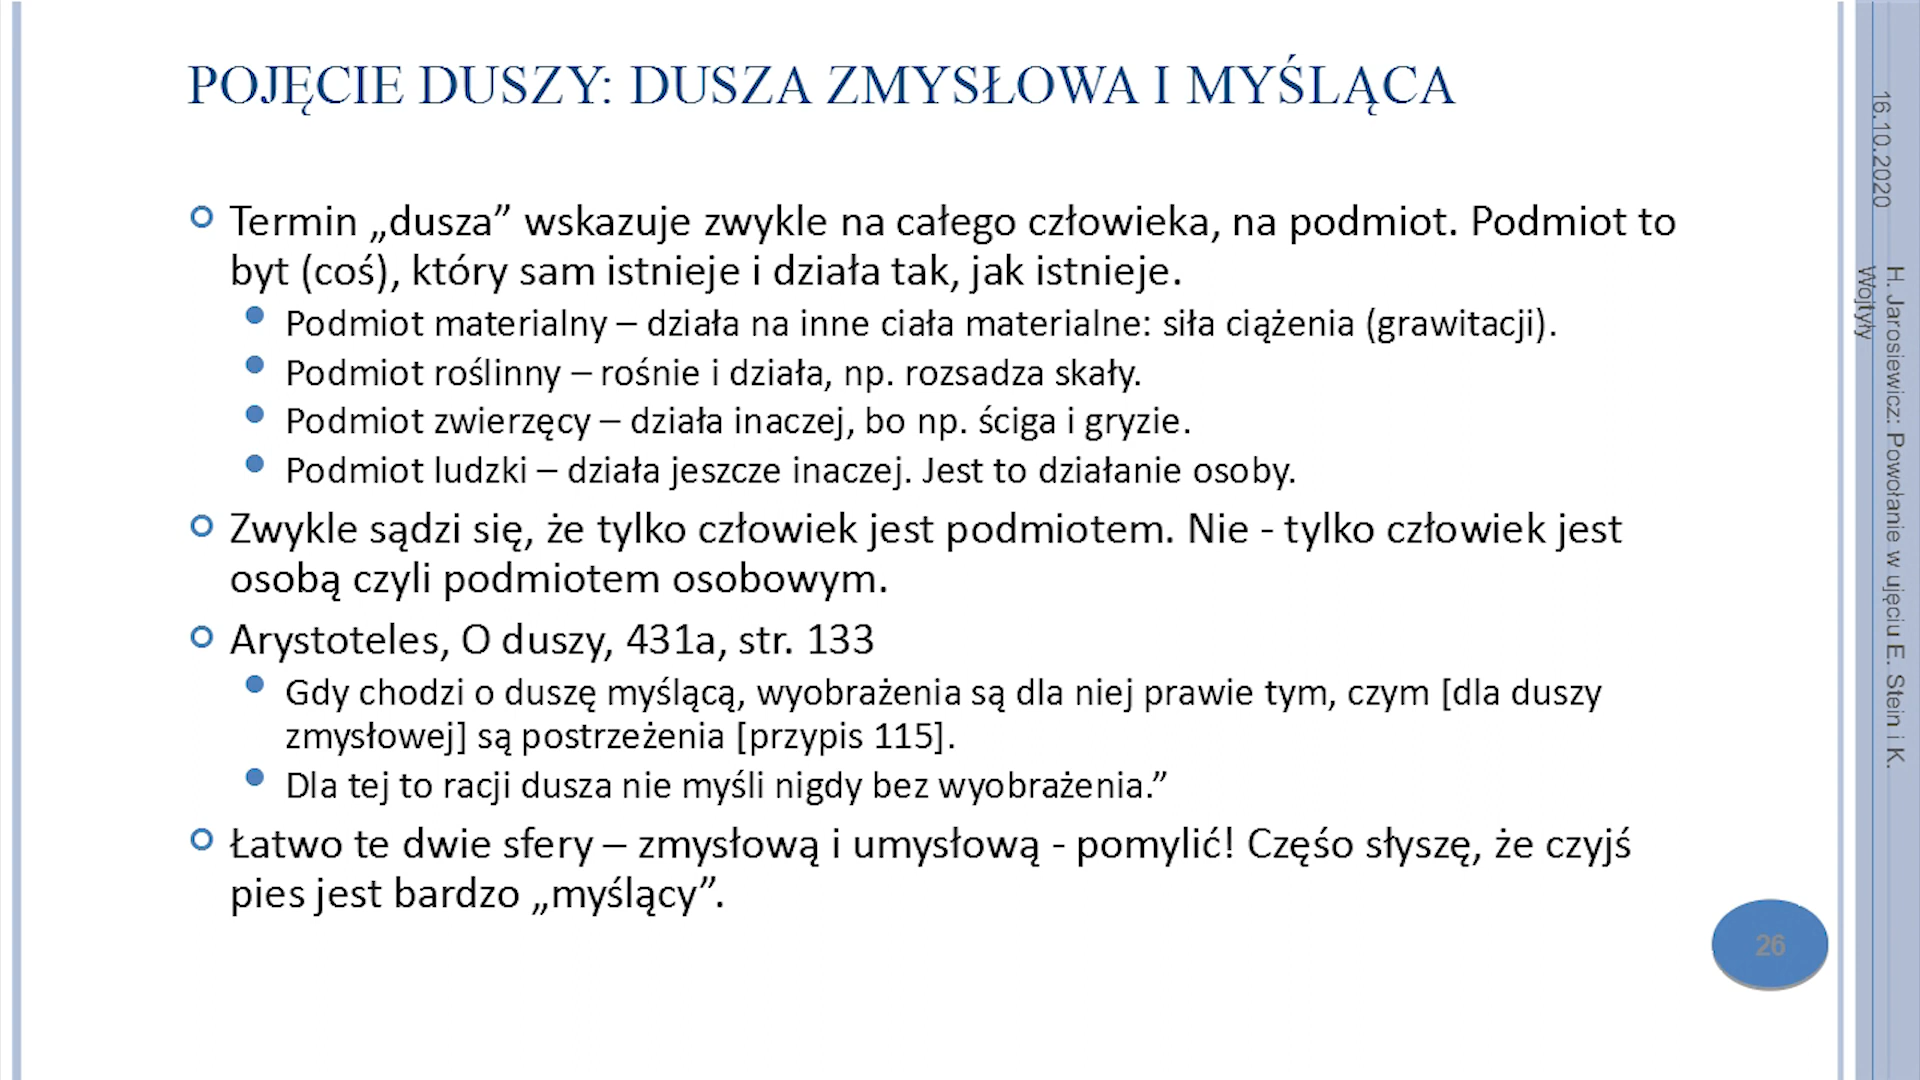 POJĘCIE DUSZY: DUSZA ZMYSŁOWA I MYŚLĄCA
Termin „dusza” wskazuje zwykle na całego człowieka, na podmiot. Podmiot to
byt (coś), który sam istnieje i działa tak, jak istnieje.
Podmiot materialny – działa na inne ciała materialne: siła ciążenia (grawitacji).
Podmiot roślinny – rośnie i działa, np. rozsadza skały.
Podmiot zwierzęcy – działa inaczej, bo np. ściga i gryzie.
Podmiot ludzki – działa jeszcze inaczej. Jest to działanie osoby.
Zwykle sądzi się, że tylko człowiek jest podmiotem. Nie - tylko człowiek jest
osobą czyli podmiotem osobowym.
Arystoteles, O duszy, 431a, str. 133
Gdy chodzi o duszę myślącą, wyobrażenia są dla niej prawie tym, czym [dla duszy
zmysłowej] są postrzeżenia [przypis 115].
Dla tej to racji dusza nie myśli nigdy bez wyobrażenia.”
Łatwo te dwie sfery – zmysłową i umysłową - pomylić! Częśo słyszę, że czyjś
pies jest bardzo „myślący”.
16.10.2020
H. Jarosiewicz: Powołanie w ujęciu E. Stein i K.
Wojtyły
26